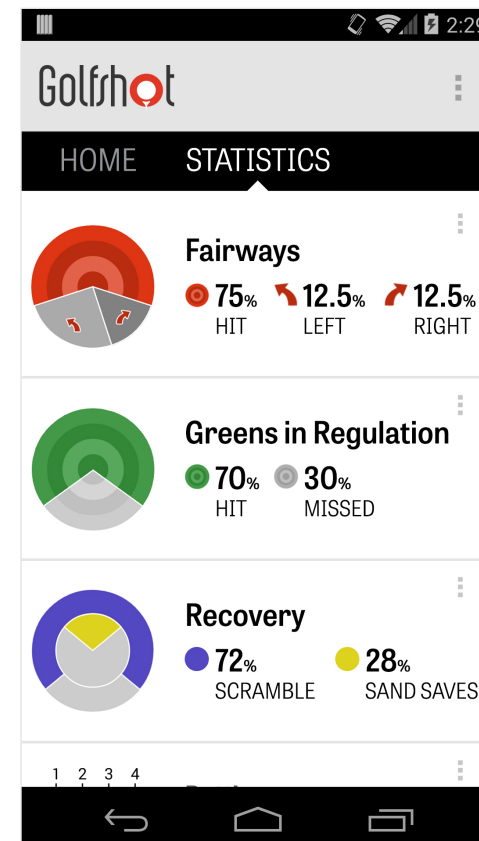 2:29
Golfshot
HOME STATISTICS
Fairways
75% 12.5% 12.5%
HIT LEFT RIGHT
Greens in Regulation
70% 30%
HIT MISSED
Recovery
72% 28%
SCRAMBLE SAND SAVES
1 2 3 4